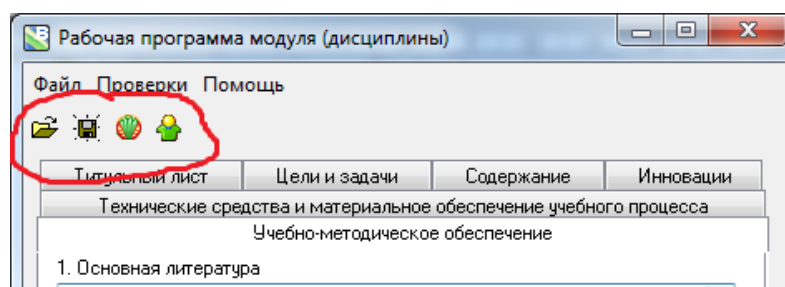 Рабочая программа модуля (дисциплины)
Файл Проверки Помощь
Титульный лист Цели и задачи Содержание Инновации
Технические средства и материальное обеспечение учебного процесса
Учебно-методическое обеспечение
1. Основная литература